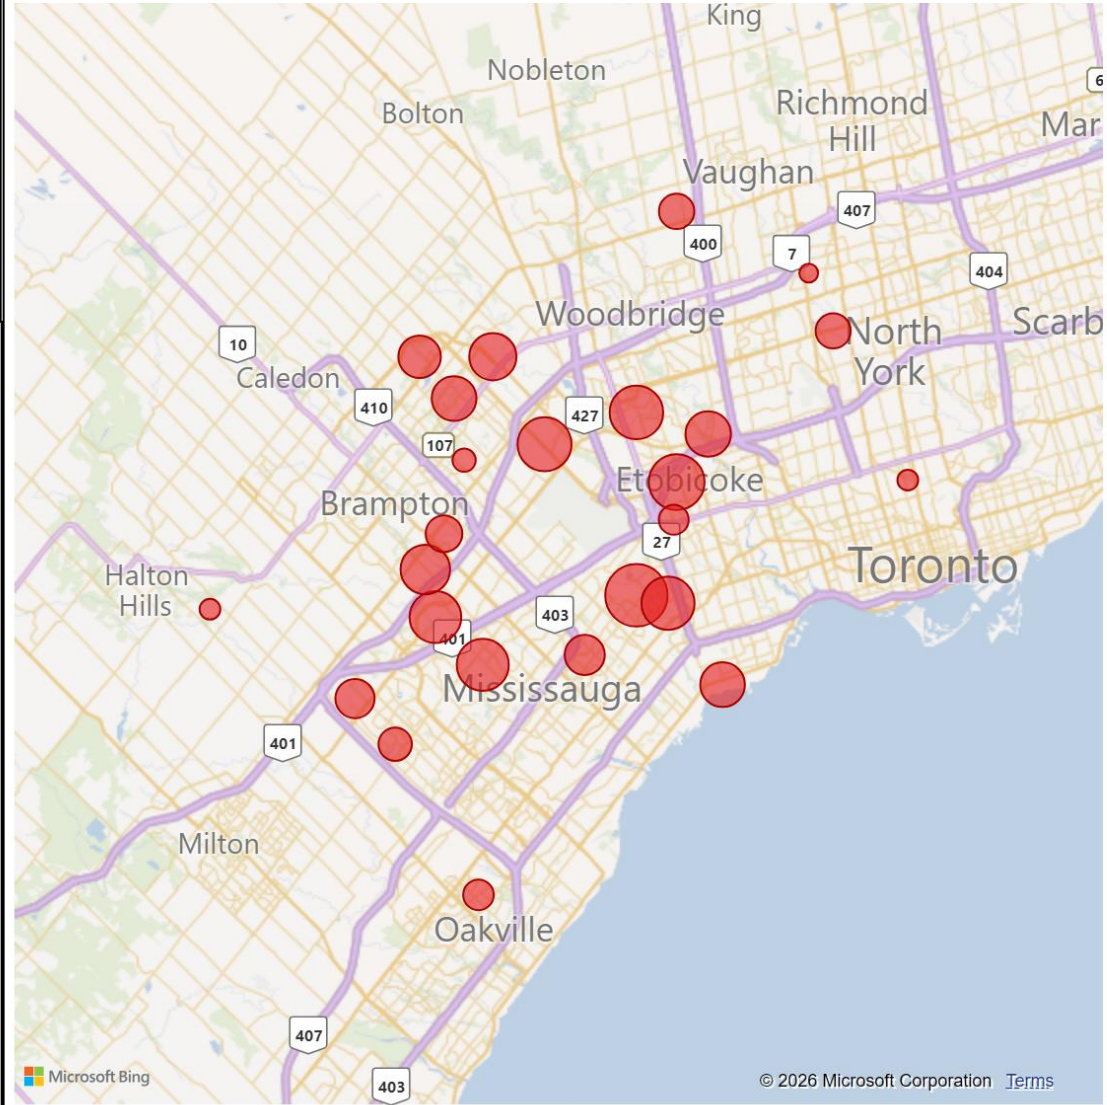 King
Nobleton
Bolton
Richmond
Hill
6
Mar
Vaughan
407
400
7
404
Woodbridge
North
York
Scarb
10
Caledon
410
427
107
Etobicoke
Brampton
27
Toronto
Halton
Hills
403
401
Mississauga
401
Milton
Oakville
407
403
Microsoft Bing
© 2026 Microsoft Corporation Terms